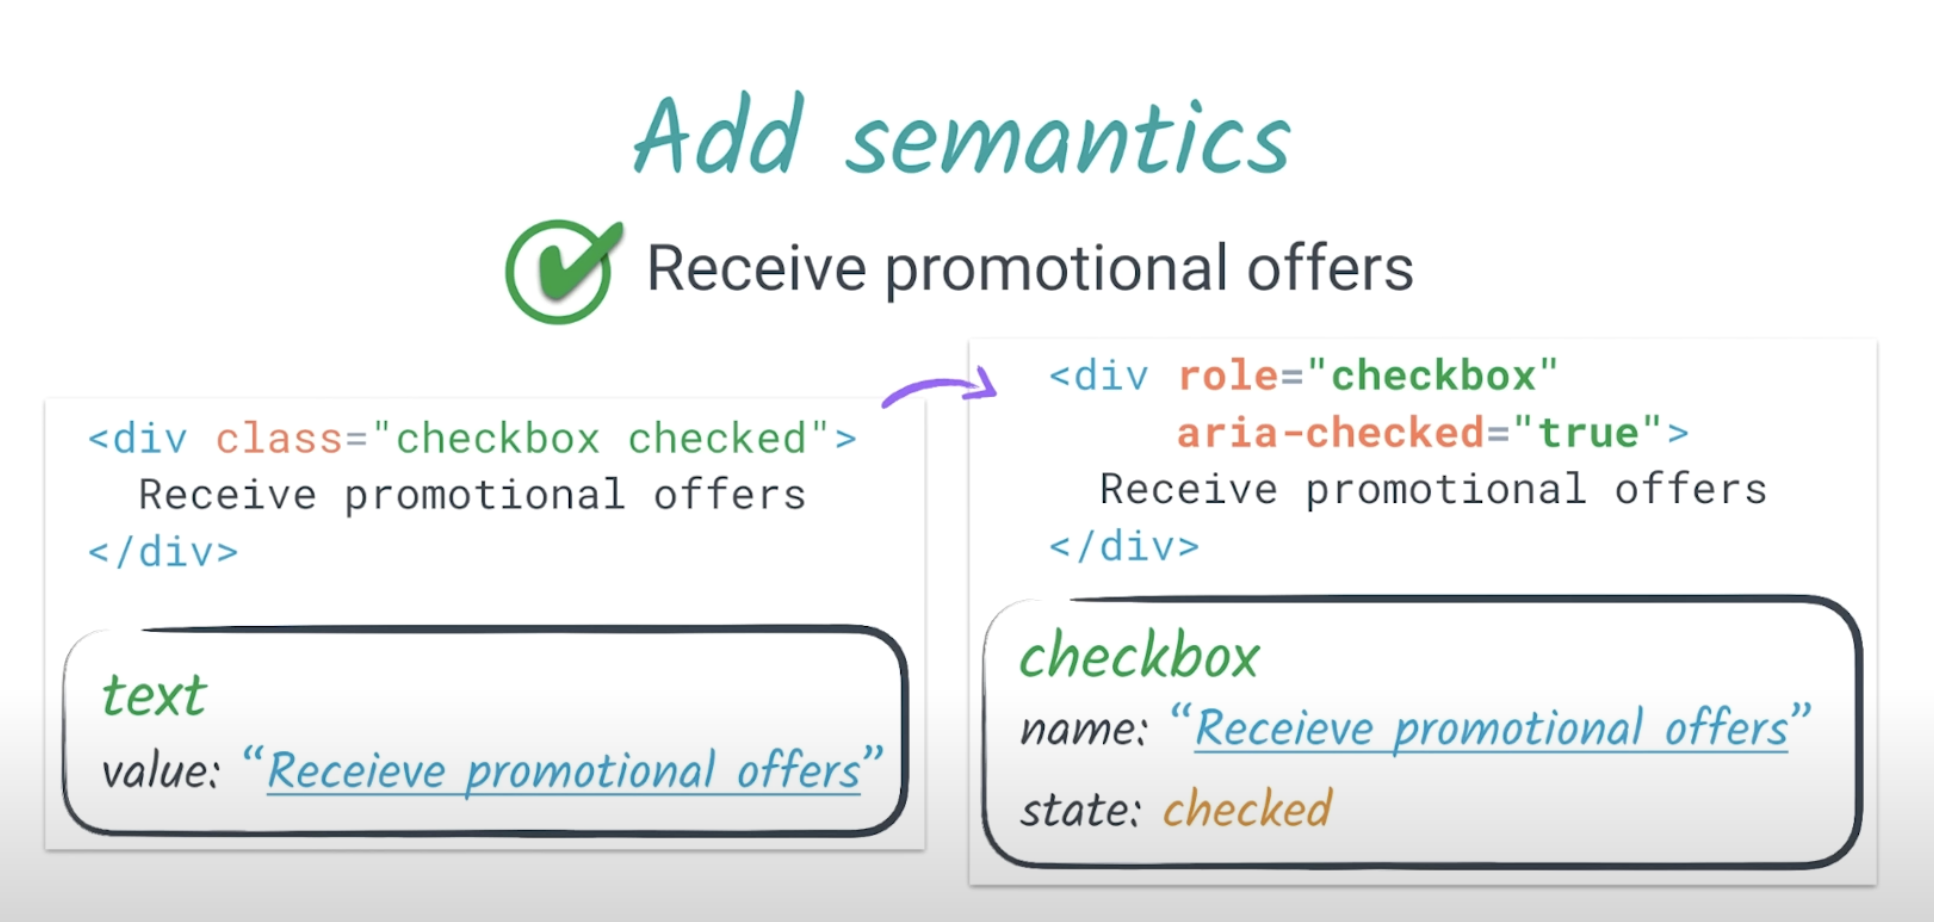 Add semantics
Receive promotional offers
<div class="checkbox checked">
Receive promotional offers
</div>
text
value: “Receieve promotional offers”
<div role="checkbox"
aria-checked="true">
Receive promotional offers
</div>
checkbox
name: “Receieve promotional offers”
state: checked